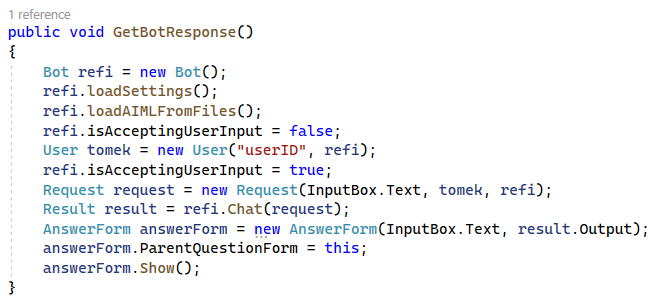 1 reference
public void GetBotResponse()
{
    Bot refi = new Bot();
    refi.loadSettings();
    refi.loadAIMLFromFiles();
    refi.isAcceptingUserInput = false;
    User tomek = new User("userID", refi);
    refi.isAcceptingUserInput = true;
    Request request = new Request(InputBox.Text, tomek, refi);
    Result result = refi.Chat(request);
    AnswerForm answerForm = new AnswerForm(InputBox.Text, result.Output);
    answerForm.ParentQuestionForm = this;
    answerForm.Show();
}